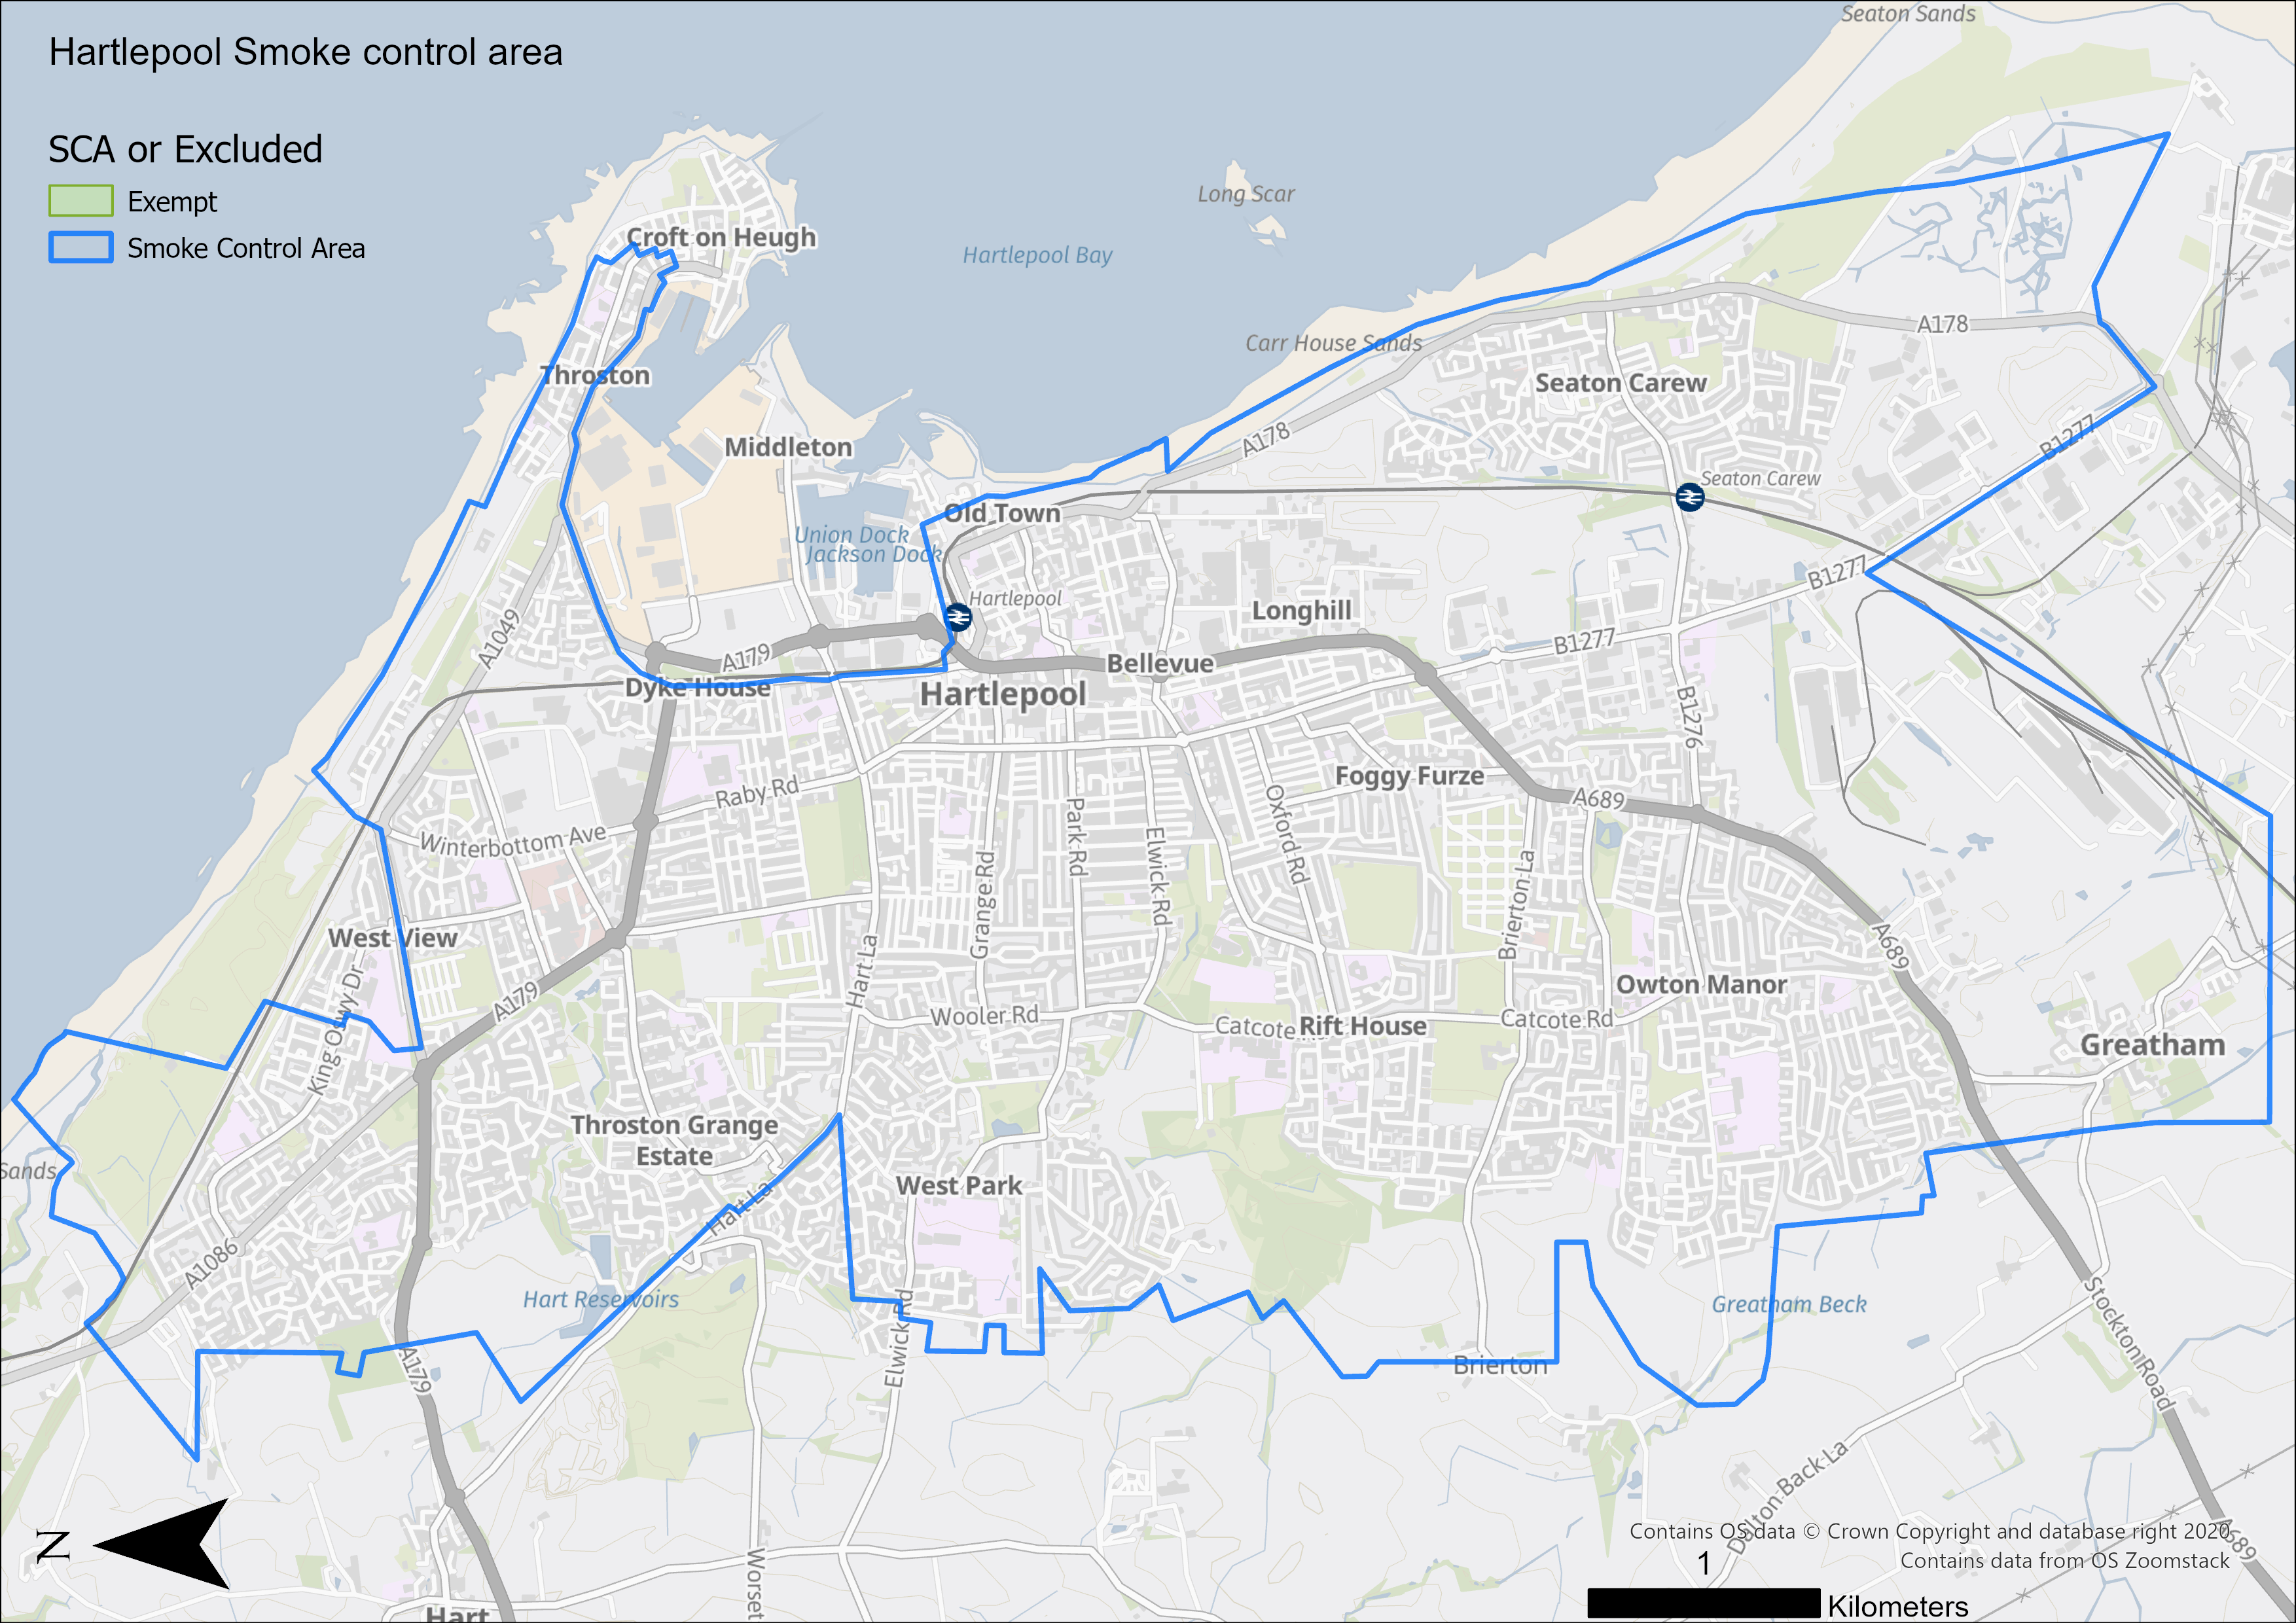 Seaton Sands
Hartlepool Smoke control area
SCA or Excluded
Exempt
Smoke Control Area
Long Scar
Croft on Heugh
Hartlepool Bay
A178
Carr House Sands
Throston
Seaton Carew
Middleton
A178
B1277
Seaton Carew
Old Town
Union Dock
Jackson Dock
B1277
Hartlepool
Longhill
A1049
B1277
A179
Bellevue
Dyke House
Hartlepool
B1276
Foggy Furze
Raby Rd
A689
Winterbottom Ave
Oxford Rd
Park Rd
Elwick Rd
Grange Rd
Brierton La
West View
A689
Hart La
King Oswy Dr
A179
Owton Manor
Wooler Rd
Catcote Rd
Rift House
Catcote Rd
Greatham
Throston Grange
Estate
Sands
West Park
Hart La
A1086
Hart Reservoirs
Greatham Beck
Elwick Rd
Stockton Road
A179
Brierton
Dalton Back La
N
Contains OS data © Crown Copyright and database right 2020
A689
Contains data from OS Zoomstack
1
Worset
Kilometers
Hart